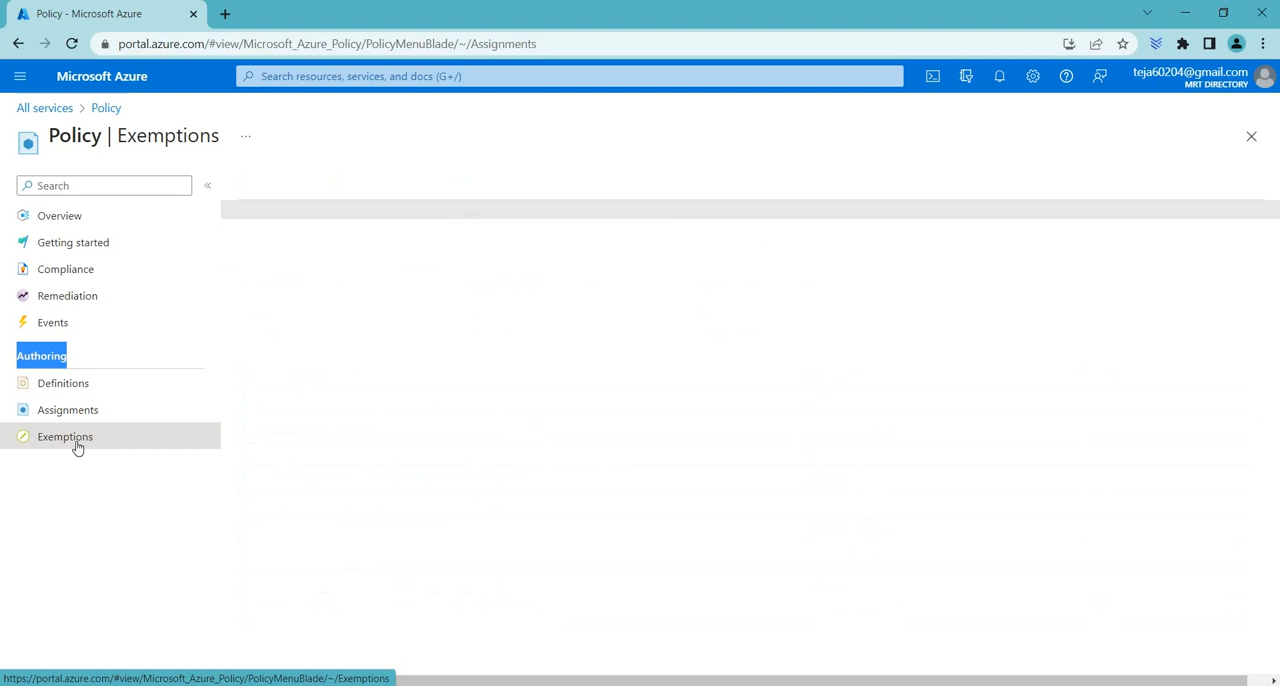 Policy - Microsoft Azure
portal.azure.com/#view/Microsoft_Azure_Policy/PolicyMenuBlade/~/Assignments
Microsoft Azure
Search resources, services, and docs (G+/)
teja60204@gmail.com
MRT DIRECTORY
All services > Policy
Policy | Exemptions ...
Search
Overview
Getting started
Compliance
Remediation
Events
Authoring
Definitions
Assignments
Exemptions
https://portal.azure.com/#view/Microsoft_Azure_Policy/PolicyMenuBlade/~/Exemptions